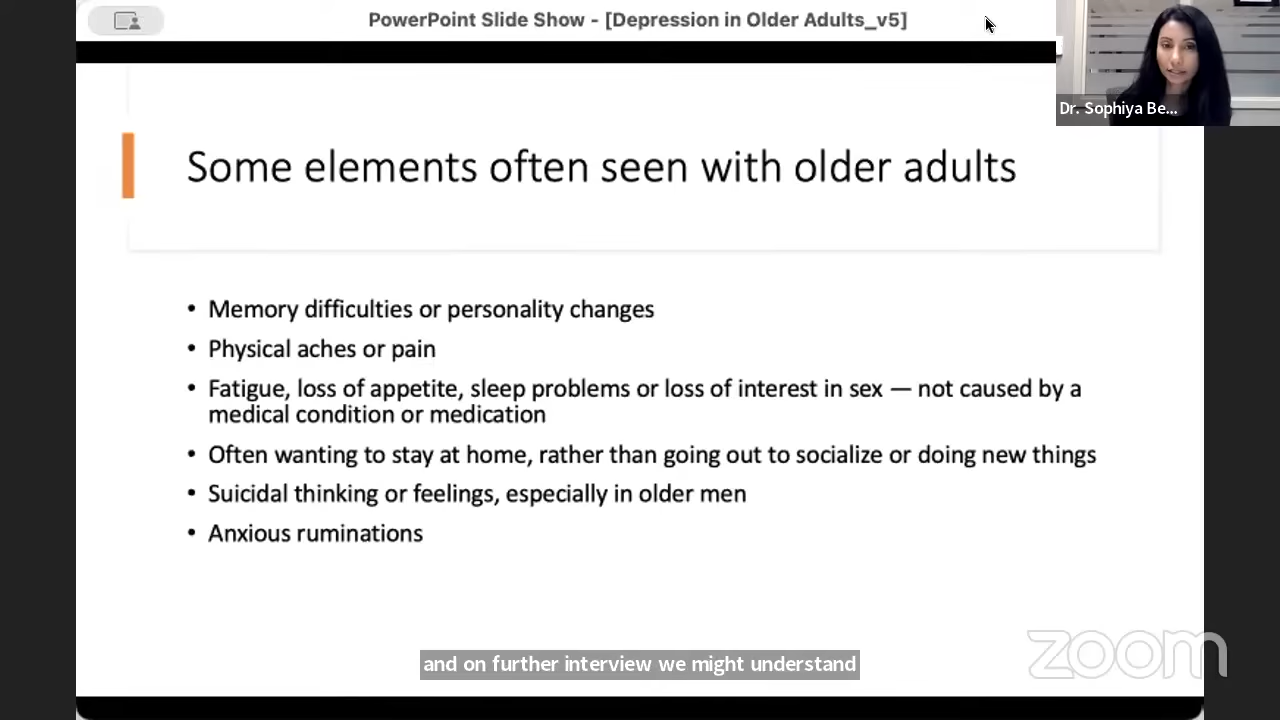 PowerPoint Slide Show - [Depression in Older Adults_v5]
Dr. Sophiya Be...
Some elements often seen with older adults
• Memory difficulties or personality changes
• Physical aches or pain
• Fatigue, loss of appetite, sleep problems or loss of interest in sex — not caused by a
medical condition or medication
• Often wanting to stay at home, rather than going out to socialize or doing new things
• Suicidal thinking or feelings, especially in older men
• Anxious ruminations
and on further interview we might understand
zoom